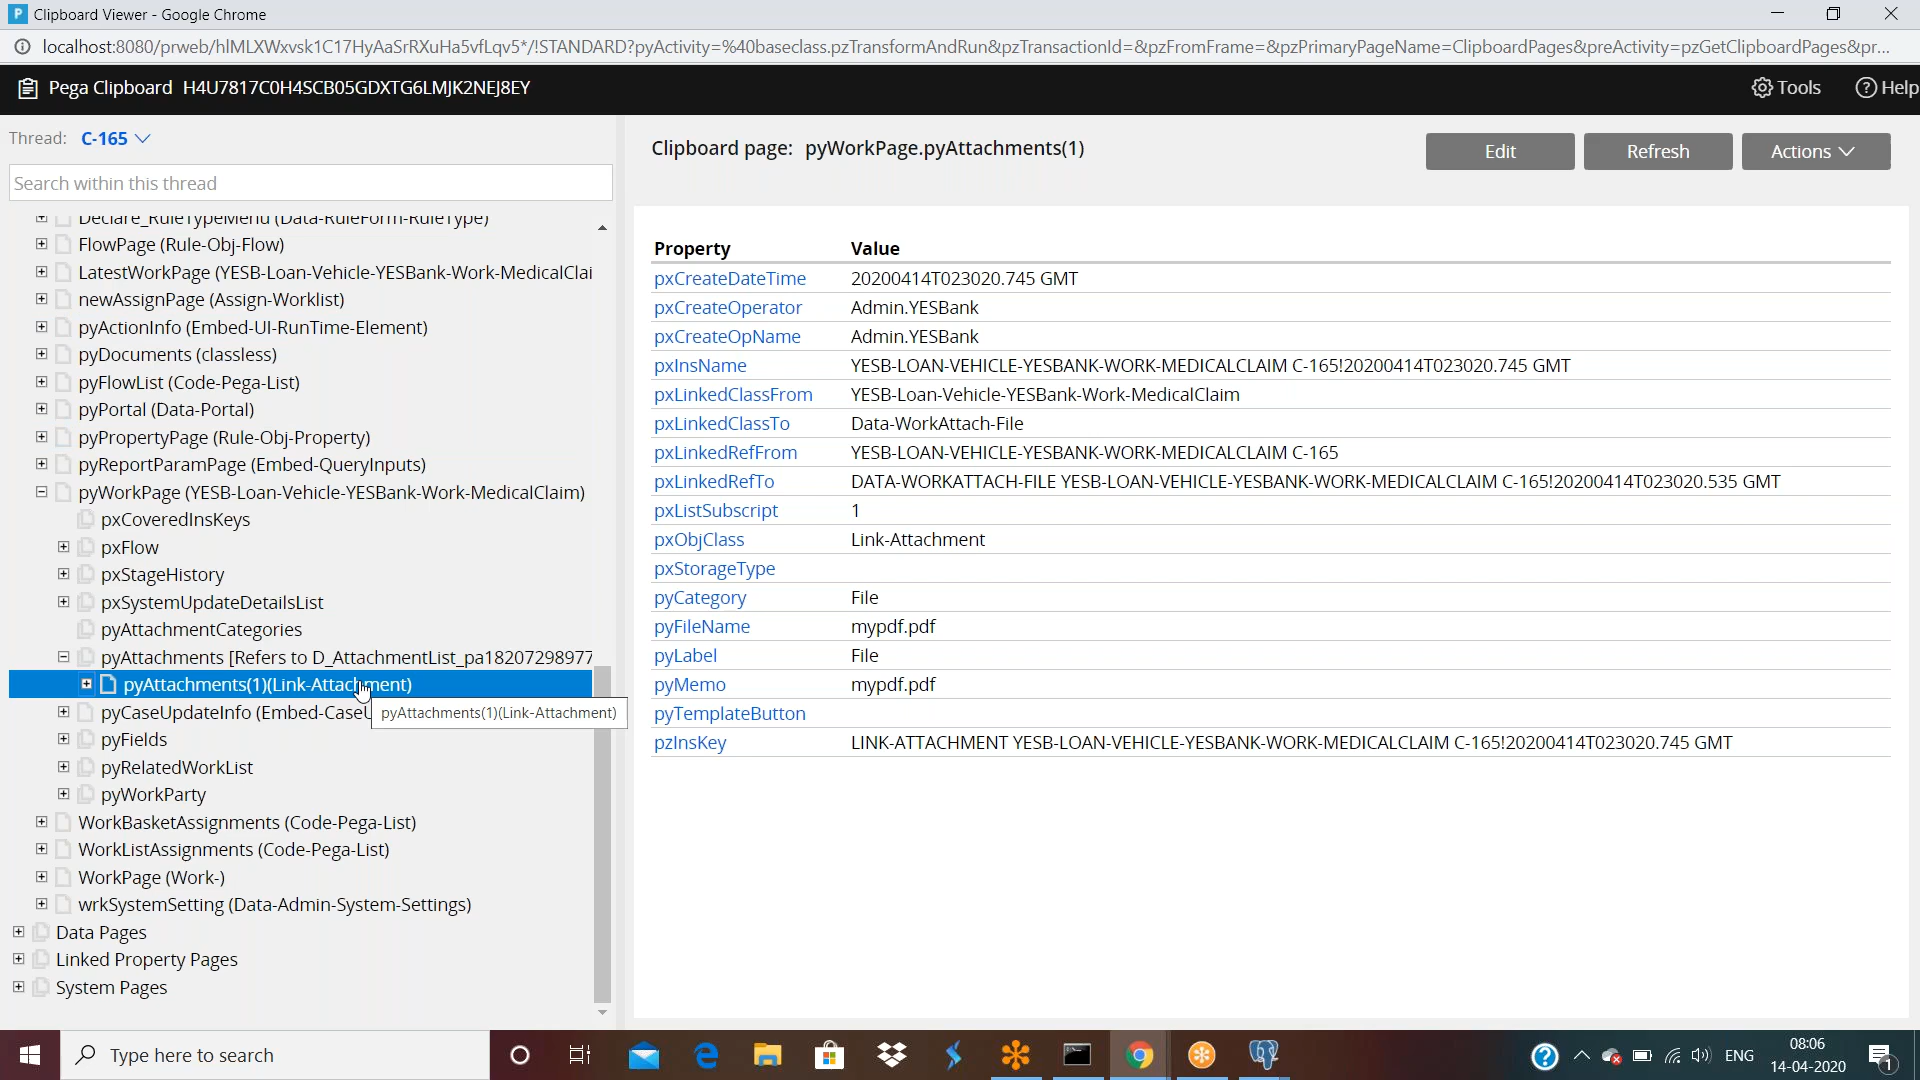 Clipboard Viewer - Google Chrome
localhost:8080/prweb/hlMLXWxvsk1C17HyAaSrRXuHa5vfLqv5*/!STANDARD?pyActivity=%40baseclass.pzTransformAndRun&pzTransactionId=&pzFromFrame=&pzPrimaryPageName=ClipboardPages&preActivity=pzGetClipboardPages&pr...
Pega Clipboard H4U7817C0H4SCB05GDXTG6LMJK2NEJ8EY
Tools
Help
Thread: C-165
Search within this thread
Declare_RuleTypeMenu (Data-RuleForm-RuleType)
FlowPage (Rule-Obj-Flow)
LatestWorkPage (YESB-Loan-Vehicle-YESBank-Work-MedicalClai
newAssignPage (Assign-Worklist)
pyActionInfo (Embed-UI-RunTime-Element)
pyDocuments (classless)
pyFlowList (Code-Pega-List)
pyPortal (Data-Portal)
pyPropertyPage (Rule-Obj-Property)
pyReportParamPage (Embed-QueryInputs)
pyWorkPage (YESB-Loan-Vehicle-YESBank-Work-MedicalClaim)
pxCoveredInsKeys
pxFlow
pxStageHistory
pxSystemUpdateDetailsList
pyAttachmentCategories
pyAttachments [Refers to D_AttachmentList_pa18207298977
pyAttachments(1)(Link-Attachment)
pyCaseUpdateInfo (Embed-CaseU
pyAttachments(1)(Link-Attachment)
pyFields
pyRelatedWorkList
pyWorkParty
WorkBasketAssignments (Code-Pega-List)
WorkListAssignments (Code-Pega-List)
WorkPage (Work-)
wrkSystemSetting (Data-Admin-System-Settings)
Data Pages
Linked Property Pages
System Pages
Clipboard page: pyWorkPage.pyAttachments(1)
Edit
Refresh
Actions
Property Value
pxCreateDateTime 20200414T023020.745 GMT
pxCreateOperator Admin.YESBank
pxCreateOpName Admin.YESBank
pxInsName YESB-LOAN-VEHICLE-YESBANK-WORK-MEDICALCLAIM C-165!20200414T023020.745 GMT
pxLinkedClassFrom YESB-Loan-Vehicle-YESBank-Work-MedicalClaim
pxLinkedClassTo Data-WorkAttach-File
pxLinkedRefFrom YESB-LOAN-VEHICLE-YESBANK-WORK-MEDICALCLAIM C-165
pxLinkedRefTo DATA-WORKATTACH-FILE YESB-LOAN-VEHICLE-YESBANK-WORK-MEDICALCLAIM C-165!20200414T023020.535 GMT
pxListSubscript 1
pxObjClass Link-Attachment
pxStorageType
pyCategory File
pyFileName mypdf.pdf
pyLabel File
pyMemo mypdf.pdf
pyTemplateButton
pzInsKey LINK-ATTACHMENT YESB-LOAN-VEHICLE-YESBANK-WORK-MEDICALCLAIM C-165!20200414T023020.745 GMT
Type here to search
ENG
08:06
14-04-2020
1